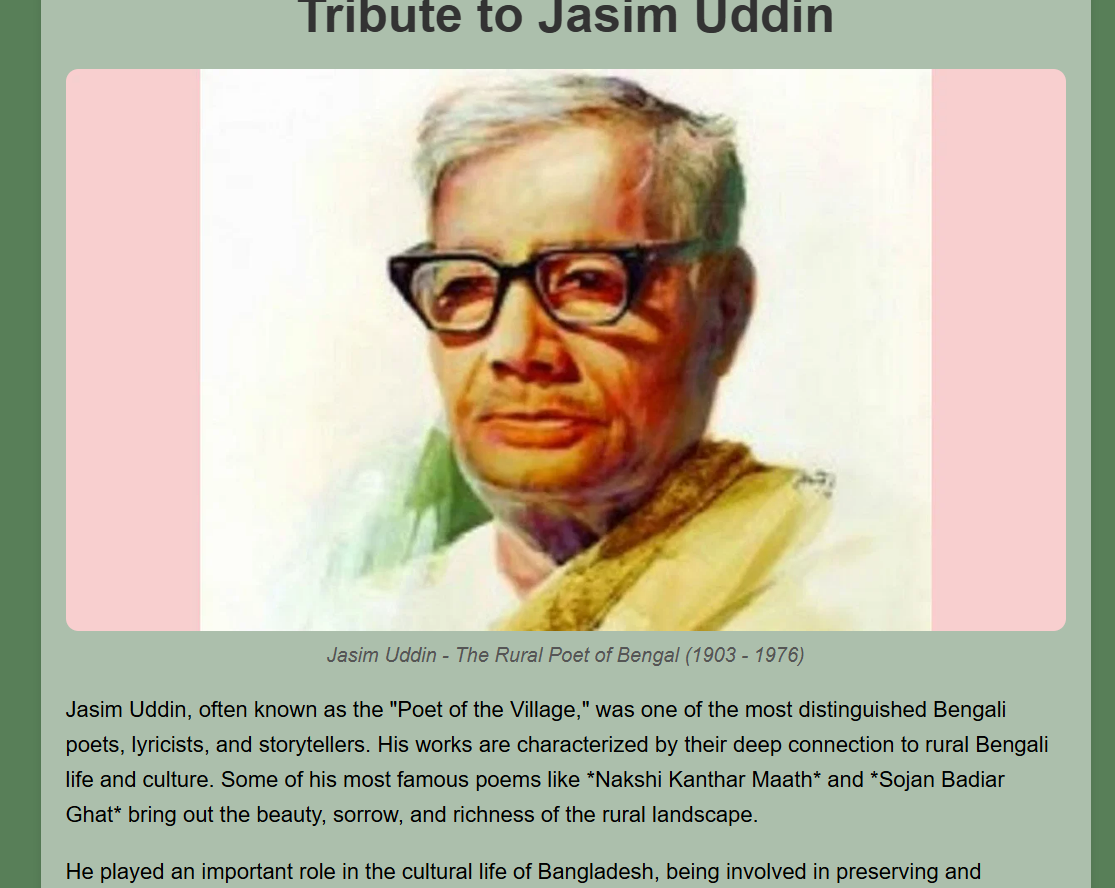 Tribute to Jasim Uddin
Jasim Uddin - The Rural Poet of Bengal (1903 - 1976)
Jasim Uddin, often known as the "Poet of the Village," was one of the most distinguished Bengali
poets, lyricists, and storytellers. His works are characterized by their deep connection to rural Bengali
life and culture. Some of his most famous poems like *Nakshi Kanthar Maath* and *Sojan Badiar
Ghat* bring out the beauty, sorrow, and richness of the rural landscape.
He played an important role in the cultural life of Bangladesh, being involved in preserving and